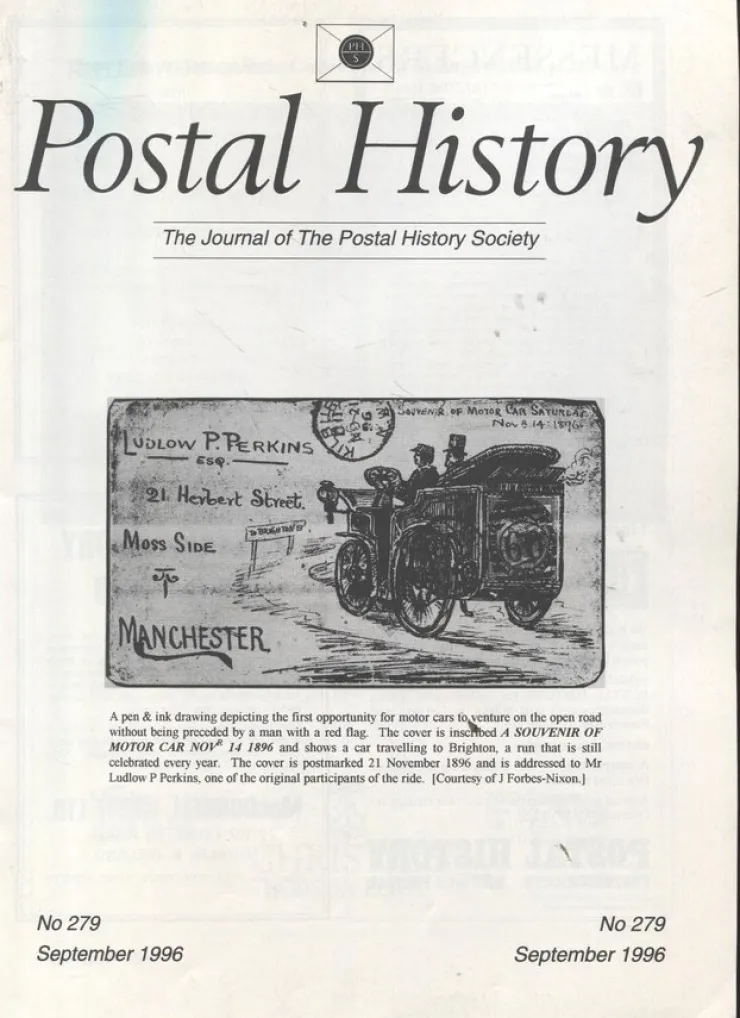 PH
S
Postal History
The Journal of The Postal History Society
SOUVENIR OF MOTOR CAR SATURDAY
Nov R 14·1896·
LUDLOW P. PERKINS
ESQ.
21 Herbert Street.
TO BRIGHTON
MOSS SIDE
MANCHESTER
A pen & ink drawing depicting the first opportunity for motor cars to venture on the open road
without being preceded by a man with a red flag. The cover is inscribed A SOUVENIR OF
MOTOR CAR NOVR 14 1896 and shows a car travelling to Brighton, a run that is still
celebrated every year. The cover is postmarked 21 November 1896 and is addressed to Mr
Ludlow P Perkins, one of the original participants of the ride. [Courtesy of J Forbes-Nixon.]
No 279
September 1996
No 279
September 1996